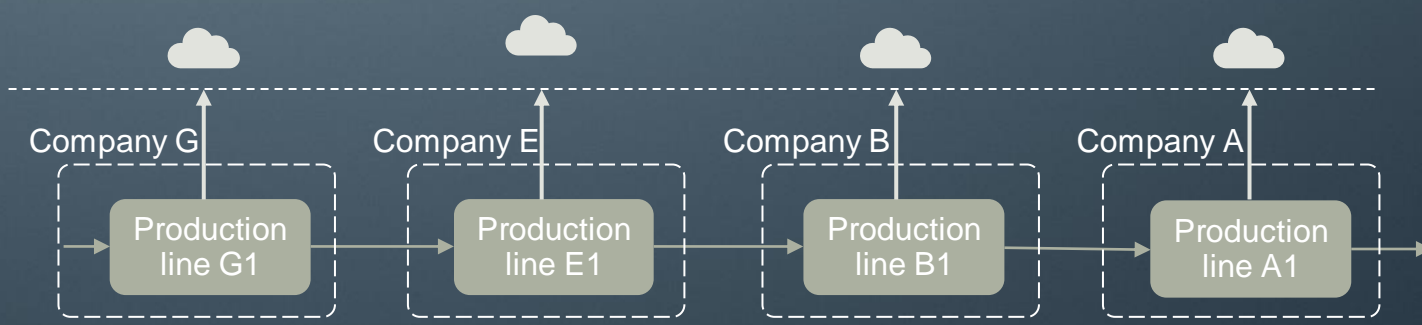 Company G
Company E
Company B
Company A
Production
line G1
Production
line E1
Production
line B1
Production
line A1